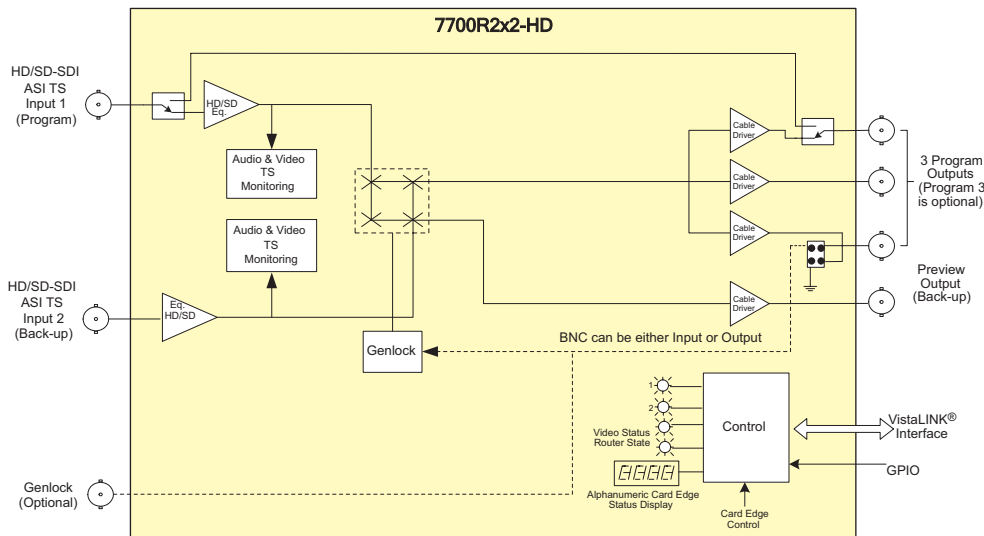 7700R2x2-HD
HD/SD-SDI
ASI TS
Input 1
(Program)
HD/SD
Eq.
Audio & Video
TS
Monitoring
Audio & Video
TS
Monitoring
HD/SD-SDI
ASI TS
Input 2
(Back-up)
Eq.
HD/SD
Genlock
Cable
Driver
Cable
Driver
Cable
Driver
Cable
Driver
3 Program
Outputs
(Program 3
is optional)
Preview
Output
(Back-up)
BNC can be either Input or Output
1
2
Video Status
Router State
8888
Alphanumeric Card Edge
Status Display
Control
VistaLINK®
Interface
GPIO
Card Edge
Control
Genlock
(Optional)